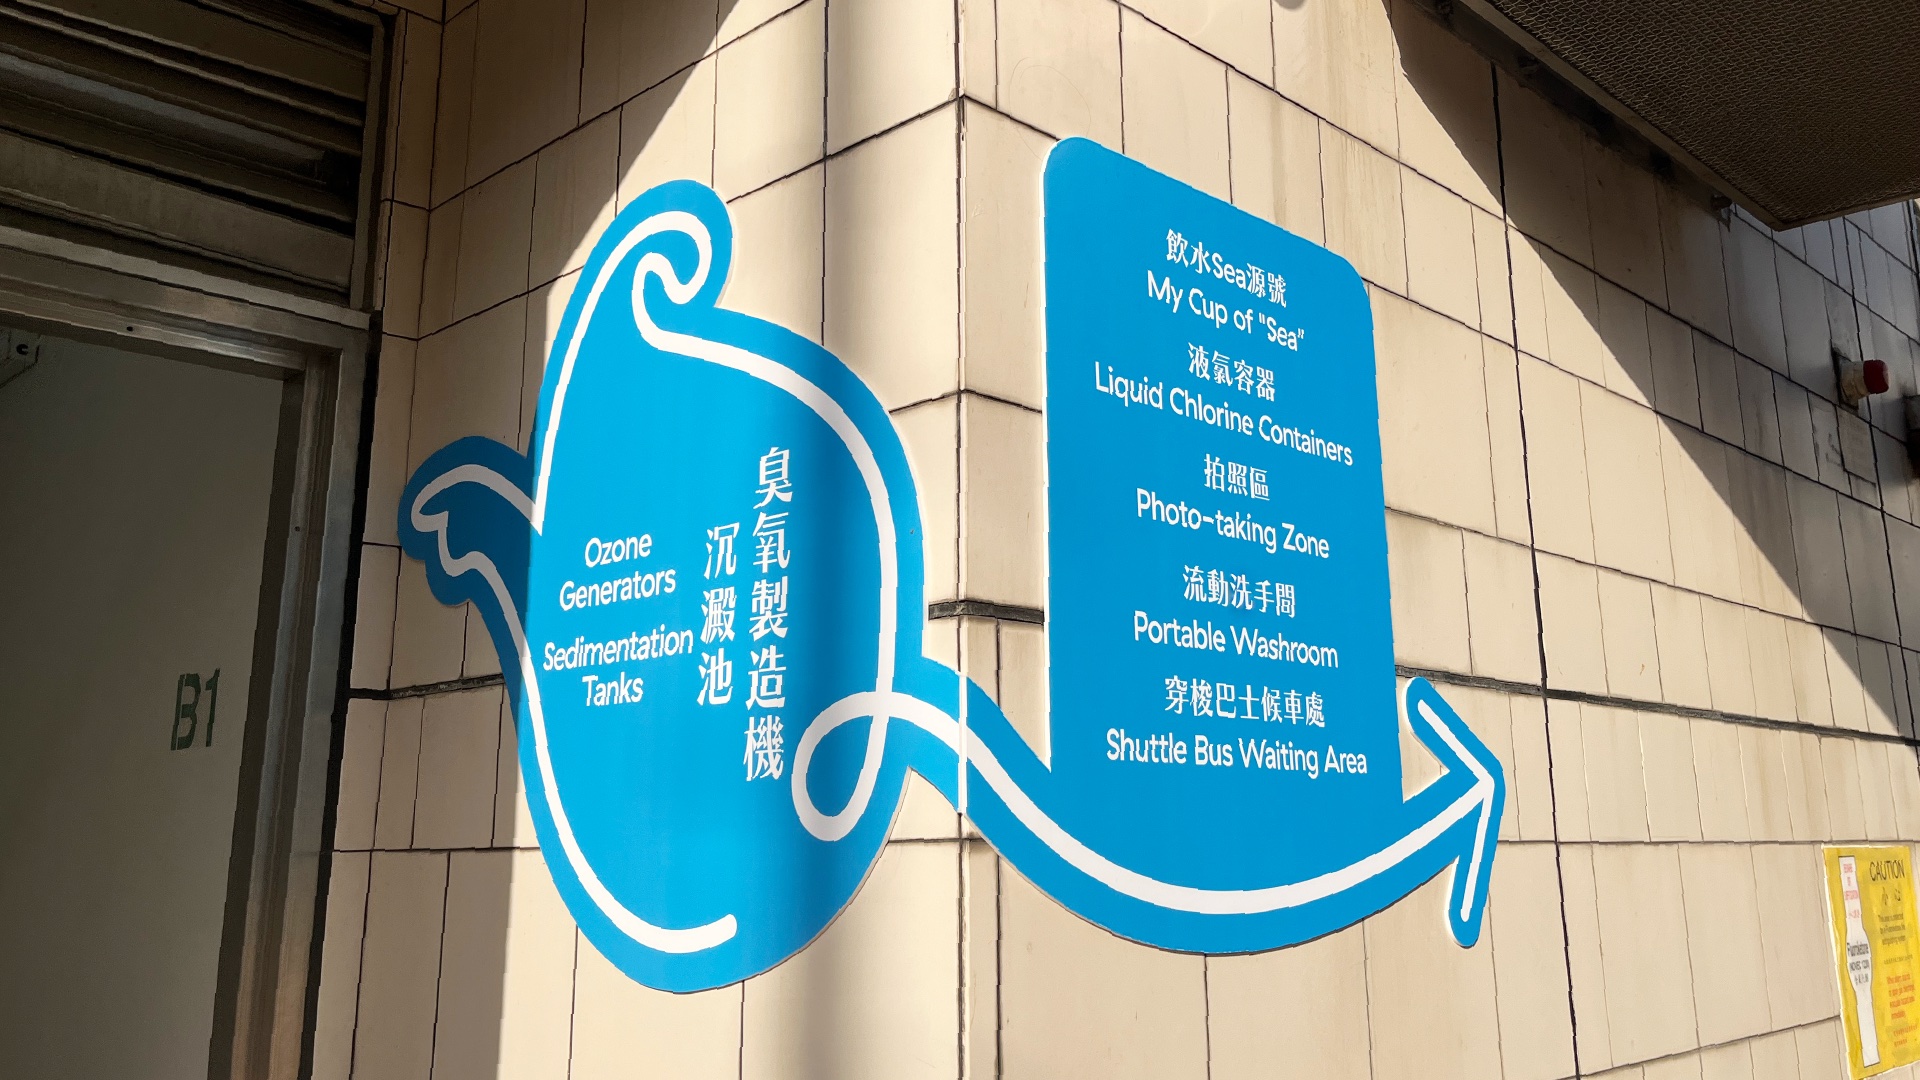 B1
Ozone
Generators
Sedimentation
Tanks
臭氧製造機
沉澱池
飲水Sea源號
My Cup of "Sea"
液氯容器
Liquid Chlorine Containers
拍照區
Photo-taking Zone
流動洗手間
Portable Washroom
穿梭巴士候車處
Shuttle Bus Waiting Area
CAUTION